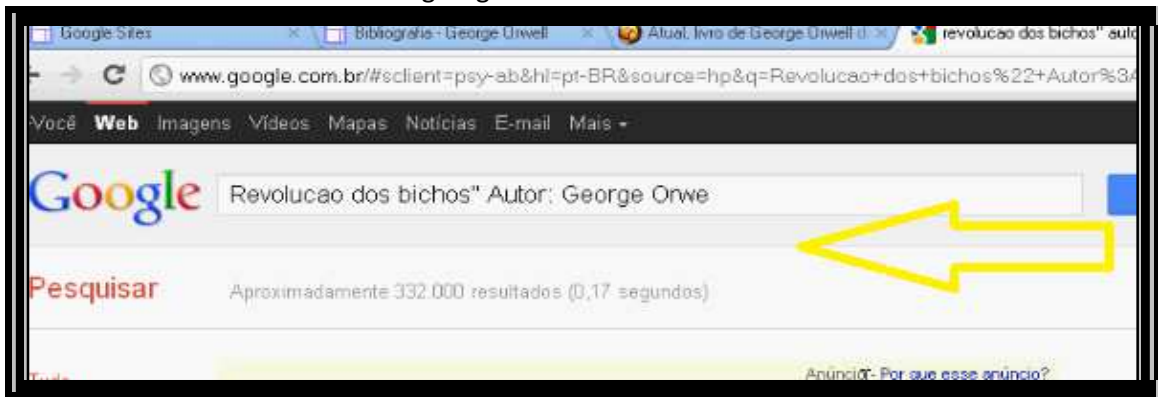 Google Sites Bibliografia - George Orwell Atual, livro de George Orwell d revolucao dos bichos" auto
www.google.com.br/#sclient=psy-ab&hl=pt-BR&source=hp&q=Revolucao+dos+bichos%22+Autor%3A
Você Web Imagens Vídeos Mapas Notícias E-mail Mais
Google Revolucao dos bichos" Autor: George Orwe
Pesquisar Aproximadamente 332.000 resultados (0,17 segundos)
Anúncio - Por que esse anúncio?